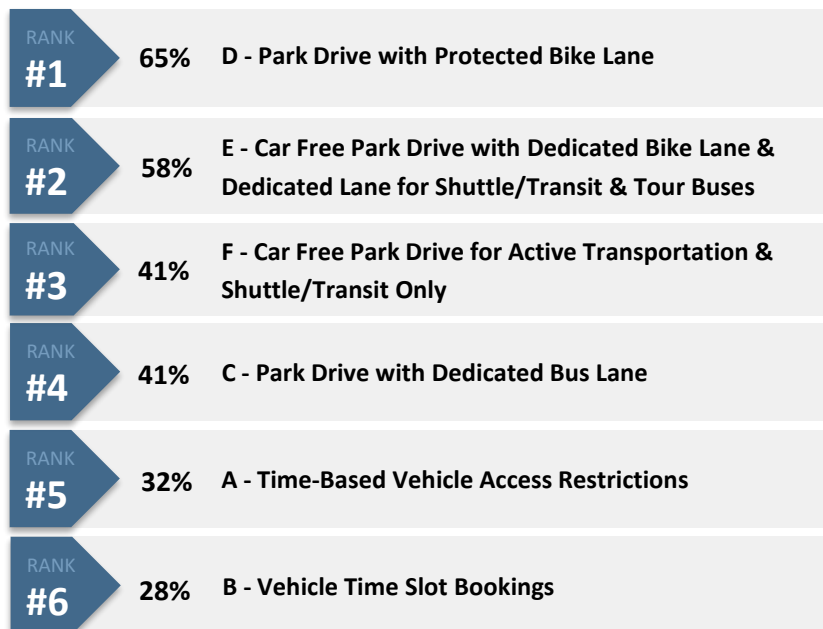 RANK
#1
65% D - Park Drive with Protected Bike Lane
RANK
#2
58% E - Car Free Park Drive with Dedicated Bike Lane &
Dedicated Lane for Shuttle/Transit & Tour Buses
RANK
#3
41% F - Car Free Park Drive for Active Transportation &
Shuttle/Transit Only
RANK
#4
41% C - Park Drive with Dedicated Bus Lane
RANK
#5
32% A - Time-Based Vehicle Access Restrictions
RANK
#6
28% B - Vehicle Time Slot Bookings